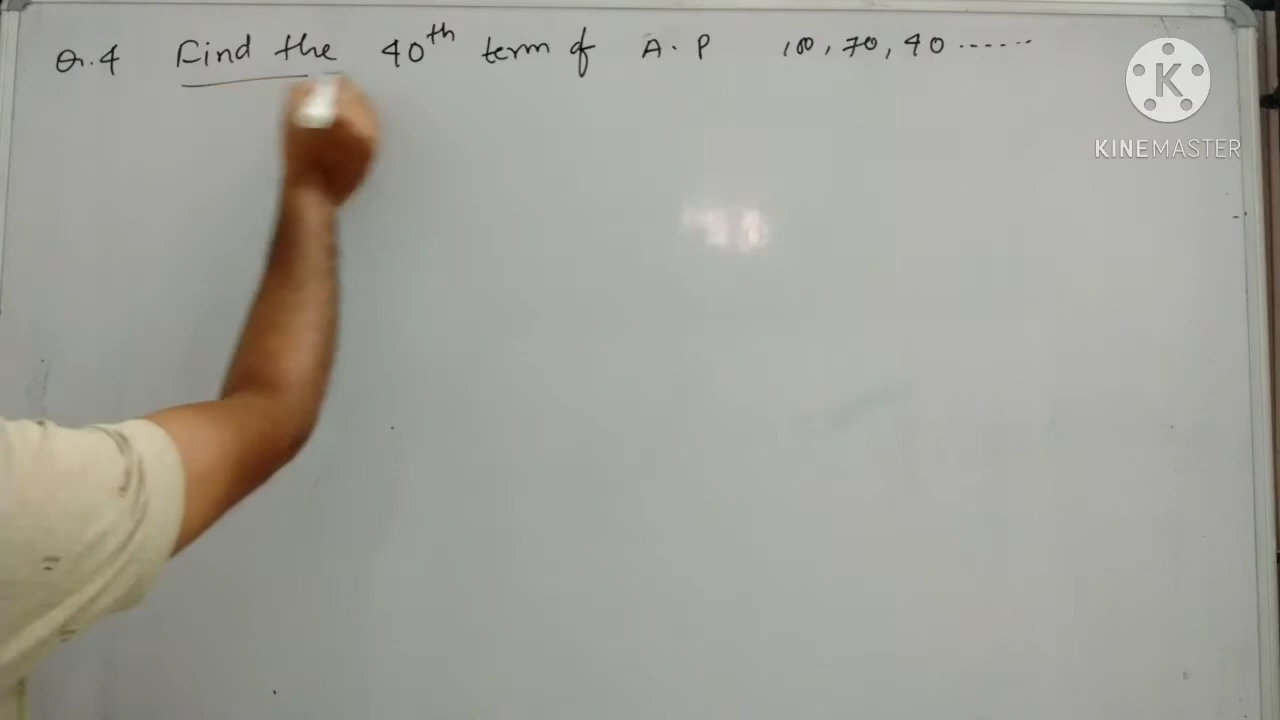 Q.4 Find the 40th term of A.P 100, 70, 40 ......
K
KINEMASTER